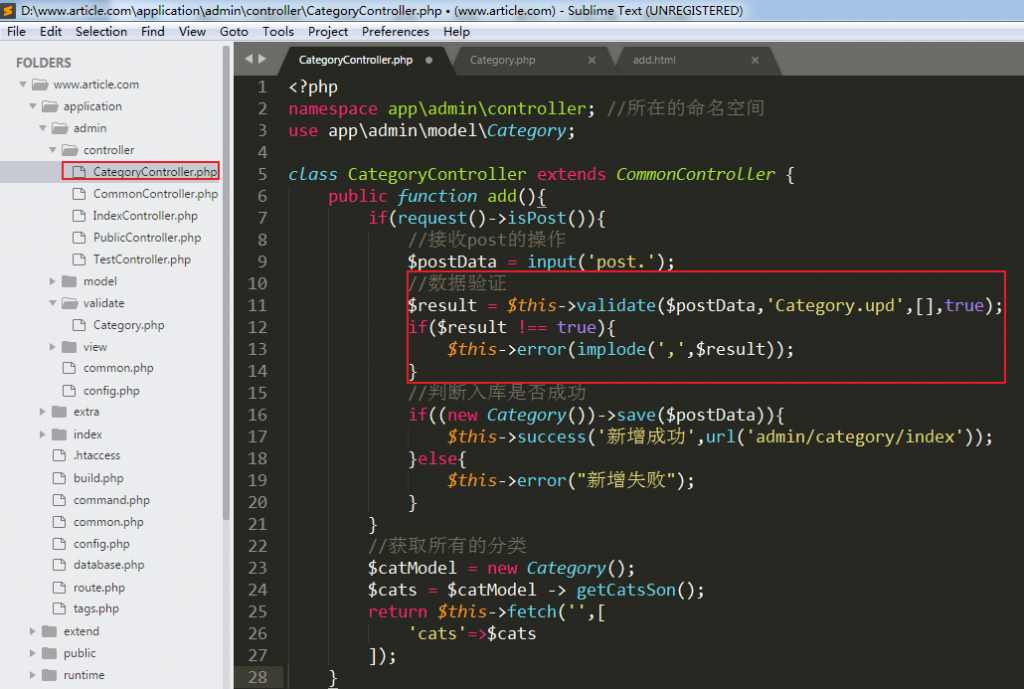 D:\www.article.com\application\admin\controller\CategoryController.php • (www.article.com) - Sublime Text (UNREGISTERED)
File Edit Selection Find View Goto Tools Project Preferences Help
FOLDERS
www.article.com
application
admin
controller
CategoryController.php
CommonController.php
IndexController.php
PublicController.php
TestController.php
model
validate
Category.php
view
common.php
config.php
extra
index
.htaccess
build.php
command.php
common.php
config.php
database.php
route.php
tags.php
extend
public
runtime
CategoryController.php Category.php add.html
1 <?php
2 namespace app\admin\controller; //所在的命名空间
3 use app\admin\model\Category;
4
5 class CategoryController extends CommonController {
6 public function add(){
7 if(request()->isPost()){
8 //接收post的操作
9 $postData = input('post.');
10 //数据验证
11 $result = $this->validate($postData,'Category.upd',[],true);
12 if($result !== true){
13 $this->error(implode(',',$result));
14 }
15 //判断入库是否成功
16 if((new Category())->save($postData)){
17 $this->success('新增成功',url('admin/category/index'));
18 }else{
19 $this->error("新增失败");
20 }
21 }
22 //获取所有的分类
23 $catModel = new Category();
24 $cats = $catModel -> getCatsSon();
25 return $this->fetch('',[
26 'cats'=>$cats
27 ]);
28 }